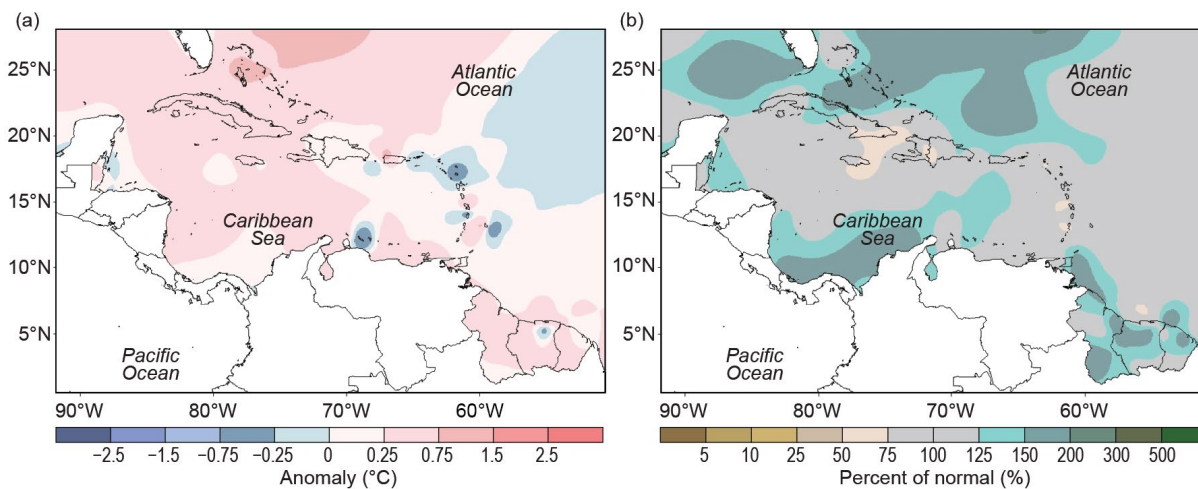 (a)
25°N
20°N
15°N
10°N
5°N
Atlantic
Ocean
Caribbean
Sea
Pacific
Ocean
90°W 80°W 70°W 60°W
−2.5 −1.5 −0.75 −0.25 0 0.25 0.75 1.5 2.5
Anomaly (°C)
(b)
25°N
20°N
15°N
10°N
5°N
Atlantic
Ocean
Caribbean
Sea
Pacific
Ocean
90°W 80°W 70°W 60°W
5 10 25 50 75 100 125 150 200 300 500
Percent of normal (%)